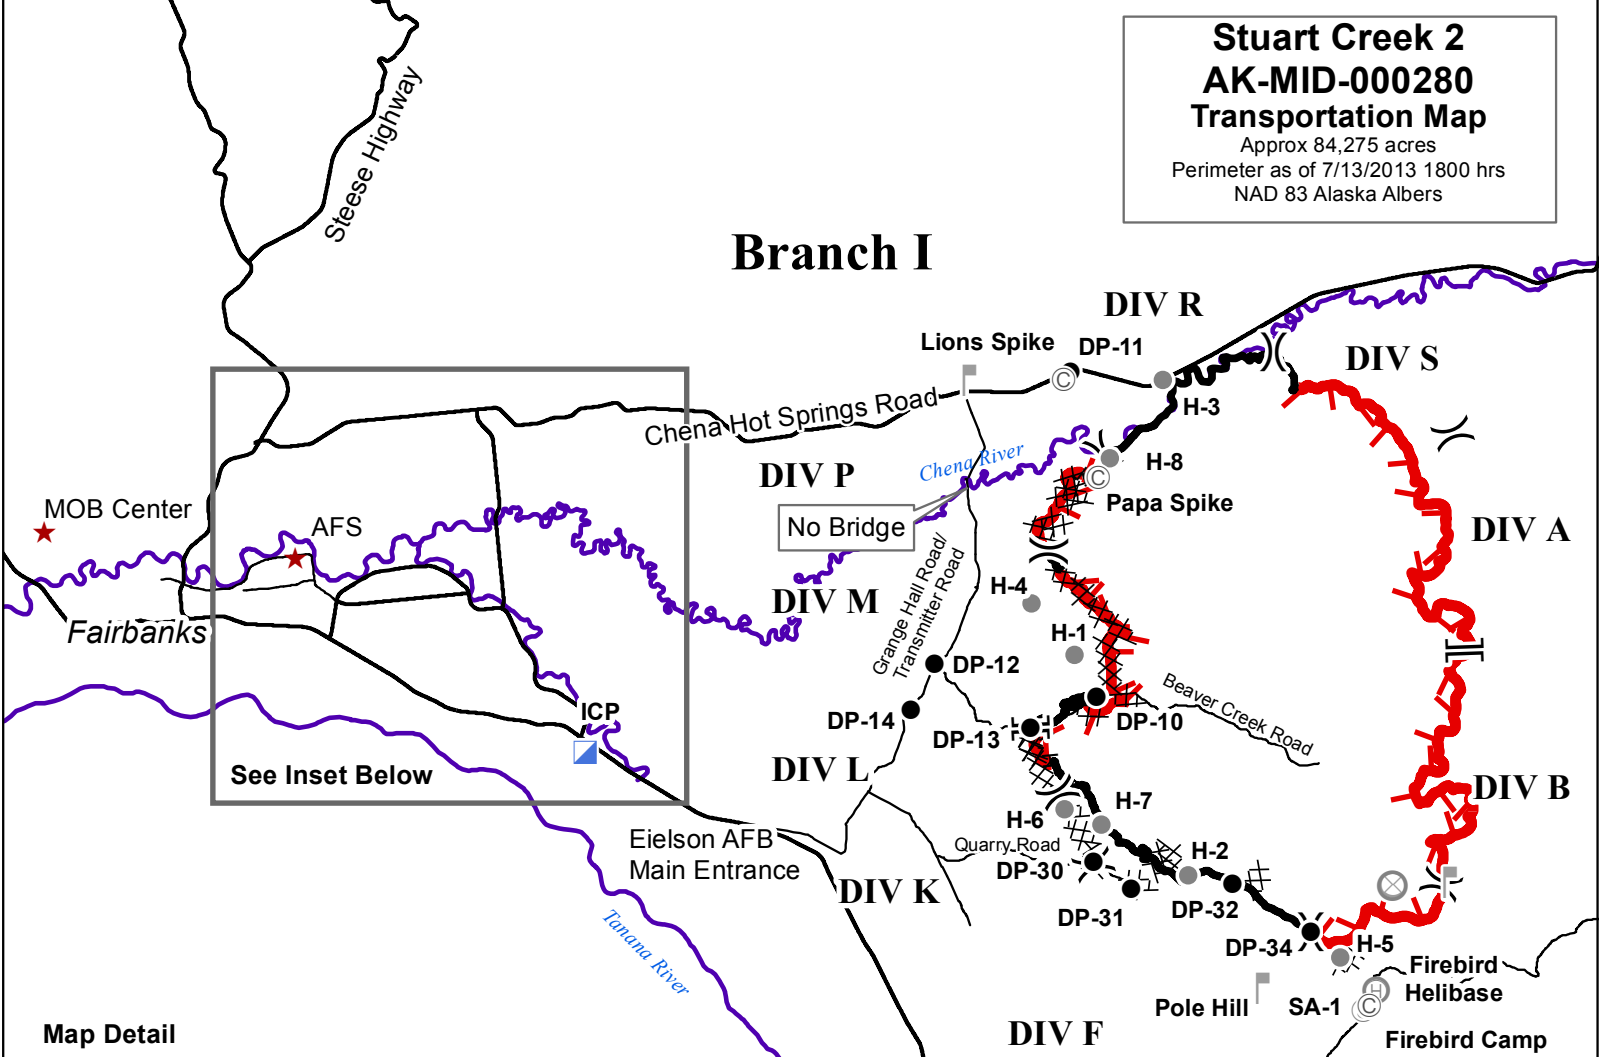 Stuart Creek 2
AK-MID-000280
Transportation Map
Approx 84,275 acres
Perimeter as of 7/13/2013 1800 hrs
NAD 83 Alaska Albers
Steese Highway
Branch I
DIV R
Lions Spike
DP-11
DIV S
C
Chena Hot Springs Road
H-3
Chena River
DIV P
H-8
C
Papa Spike
MOB Center
AFS
No Bridge
DIV A
Grange Hall Road/
Transmitter Road
H-4
DIV M
Fairbanks
H-1
DP-12
Beaver Creek Road
ICP
DP-14
DP-10
DP-13
See Inset Below
DIV L
DIV B
H-7
H-6
Eielson AFB
Main Entrance
Quarry Road
H-2
DP-30
DIV K
DP-31
DP-32
Tanana River
DP-34
H-5
Firebird
Helibase
H
Pole Hill
SA-1
C
Map Detail
DIV F
Firebird Camp